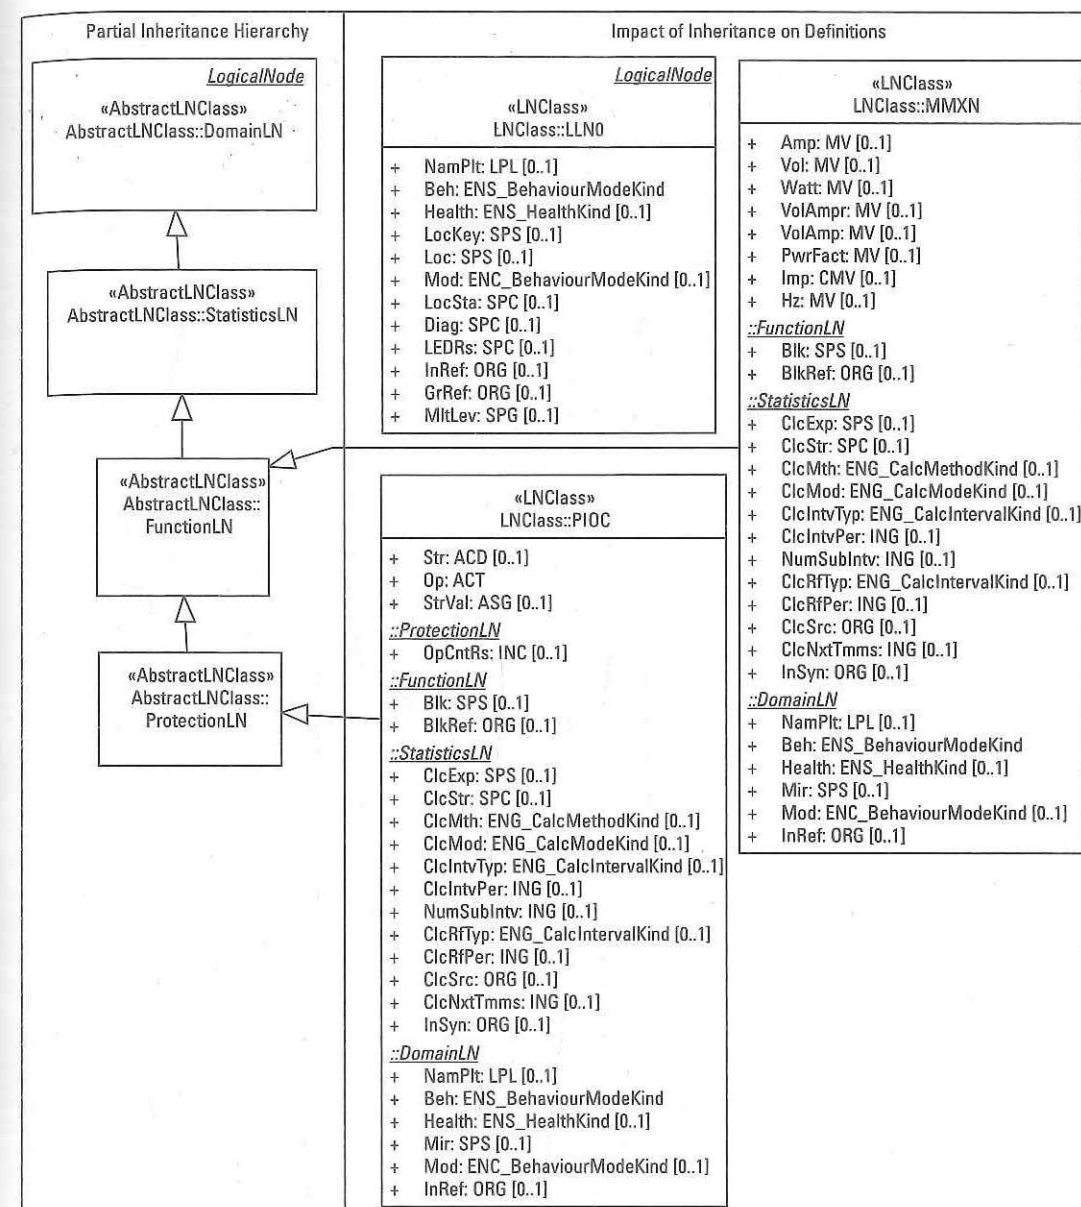 Partial Inheritance Hierarchy
Impact of Inheritance on Definitions
LogicalNode
«AbstractLNClass»
AbstractLNClass::DomainLN
«AbstractLNClass»
AbstractLNClass::StatisticsLN
«AbstractLNClass»
AbstractLNClass::
FunctionLN
«AbstractLNClass»
AbstractLNClass::
ProtectionLN
LogicalNode
«LNClass»
LNClass::LLN0
+ NamPlt: LPL [0..1]
+ Beh: ENS_BehaviourModeKind
+ Health: ENS_HealthKind [0..1]
+ LocKey: SPS [0..1]
+ Loc: SPS [0..1]
+ Mod: ENC_BehaviourModeKind [0..1]
+ LocSta: SPC [0..1]
+ Diag: SPC [0..1]
+ LEDRs: SPC [0..1]
+ InRef: ORG [0..1]
+ GrRef: ORG [0..1]
+ MltLev: SPG [0..1]
«LNClass»
LNClass::PIOC
+ Str: ACD [0..1]
+ Op: ACT
+ StrVal: ASG [0..1]
::ProtectionLN
+ OpCntRs: INC [0..1]
::FunctionLN
+ Blk: SPS [0..1]
+ BlkRef: ORG [0..1]
::StatisticsLN
+ ClcExp: SPS [0..1]
+ ClcStr: SPC [0..1]
+ ClcMth: ENG_CalcMethodKind [0..1]
+ ClcMod: ENG_CalcModeKind [0..1]
+ ClcIntvTyp: ENG_CalcIntervalKind [0..1]
+ ClcIntvPer: ING [0..1]
+ NumSubIntv: ING [0..1]
+ ClcRfTyp: ENG_CalcIntervalKind [0..1]
+ ClcRfPer: ING [0..1]
+ ClcSrc: ORG [0..1]
+ ClcNxtTmms: ING [0..1]
+ InSyn: ORG [0..1]
::DomainLN
+ NamPlt: LPL [0..1]
+ Beh: ENS_BehaviourModeKind
+ Health: ENS_HealthKind [0..1]
+ Mir: SPS [0..1]
+ Mod: ENC_BehaviourModeKind [0..1]
+ InRef: ORG [0..1]
«LNClass»
LNClass::MMXN
+ Amp: MV [0..1]
+ Vol: MV [0..1]
+ Watt: MV [0..1]
+ VolAmpr: MV [0..1]
+ VolAmp: MV [0..1]
+ PwrFact: MV [0..1]
+ Imp: CMV [0..1]
+ Hz: MV [0..1]
::FunctionLN
+ Blk: SPS [0..1]
+ BlkRef: ORG [0..1]
::StatisticsLN
+ ClcExp: SPS [0..1]
+ ClcStr: SPC [0..1]
+ ClcMth: ENG_CalcMethodKind [0..1]
+ ClcMod: ENG_CalcModeKind [0..1]
+ ClcIntvTyp: ENG_CalcIntervalKind [0..1]
+ ClcIntvPer: ING [0..1]
+ NumSubIntv: ING [0..1]
+ ClcRfTyp: ENG_CalcIntervalKind [0..1]
+ ClcRfPer: ING [0..1]
+ ClcSrc: ORG [0..1]
+ ClcNxtTmms: ING [0..1]
+ InSyn: ORG [0..1]
::DomainLN
+ NamPlt: LPL [0..1]
+ Beh: ENS_BehaviourModeKind
+ Health: ENS_HealthKind [0..1]
+ Mir: SPS [0..1]
+ Mod: ENC_BehaviourModeKind [0..1]
+ InRef: ORG [0..1]